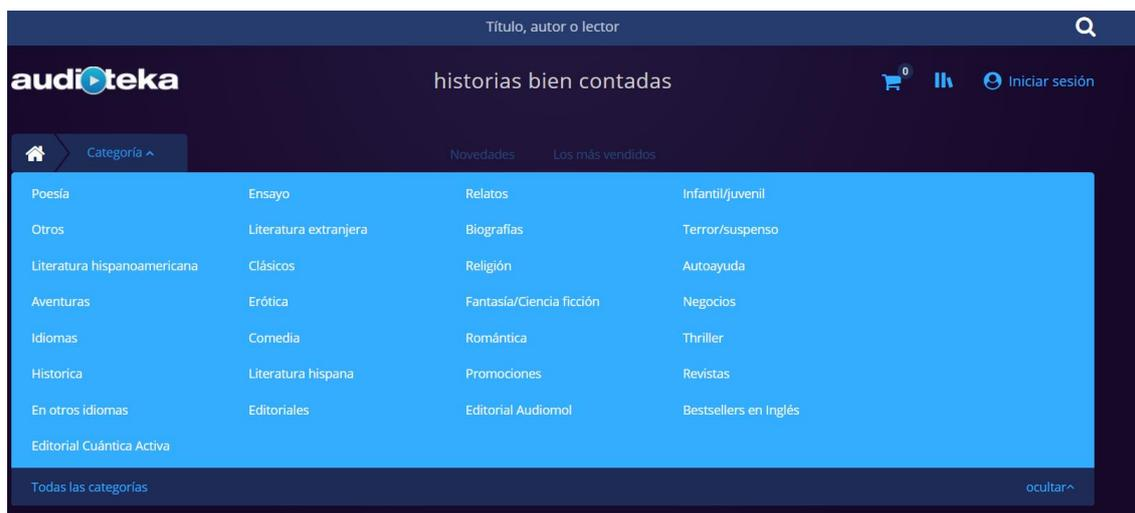 Título, autor o lector
audioteka historias bien contadas 0 Iniciar sesión
Categoría Novedades Los más vendidos
Poesía Ensayo Relatos Infantil/juvenil
Otros Literatura extranjera Biografías Terror/suspenso
Literatura hispanoamericana Clásicos Religión Autoayuda
Aventuras Erótica Fantasía/Ciencia ficción Negocios
Idiomas Comedia Romántica Thriller
Historica Literatura hispana Promociones Revistas
En otros idiomas Editoriales Editorial Audiomol Bestsellers en Inglés
Editorial Cuántica Activa
Todas las categorías ocultar